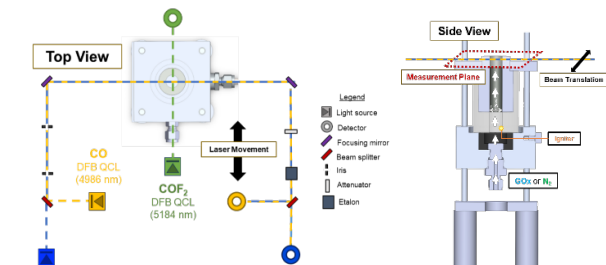 Top View
CO
DFB QCL
(4986 nm)
COF₂
DFB QCL
(5184 nm)
Laser Movement
Legend
Light source
Detector
Focusing mirror
Beam splitter
Iris
Attenuator
Etalon
Side View
Measurement Plane
Beam Translation
Igniter
GOx or N₂